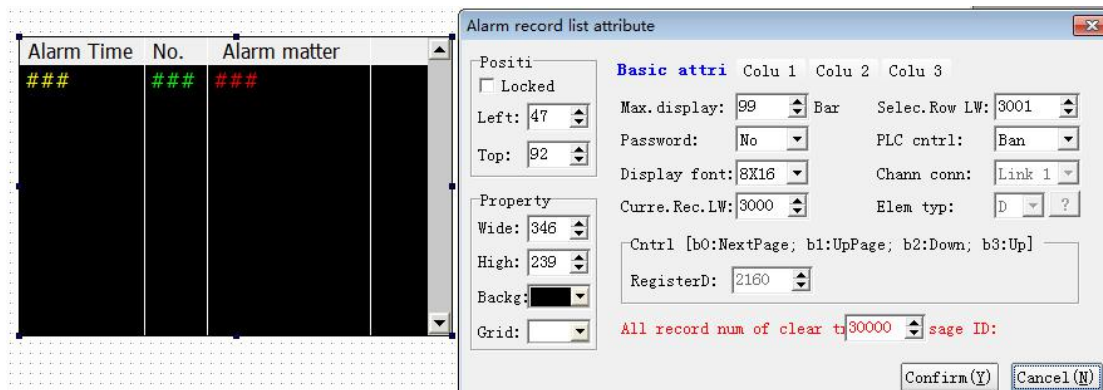 Alarm Time No. Alarm matter
### ### ###
Alarm record list attribute
Positi
Locked
Left: 47
Top: 92
Property
Wide: 346
High: 239
Backg:
Grid:
Basic attri Colu 1 Colu 2 Colu 3
Max.display: 99 Bar Selec.Row LW: 3001
Password: No PLC cntrl: Ban
Display font: 8X16 Chann conn: Link 1
Curre.Rec.LW: 3000 Elem typ: D ?
Cntrl [b0:NextPage; b1:UpPage; b2:Down; b3:Up]
RegisterD: 2160
All record num of clear t 30000 sage ID:
Confirm(Y) Cancel(N)